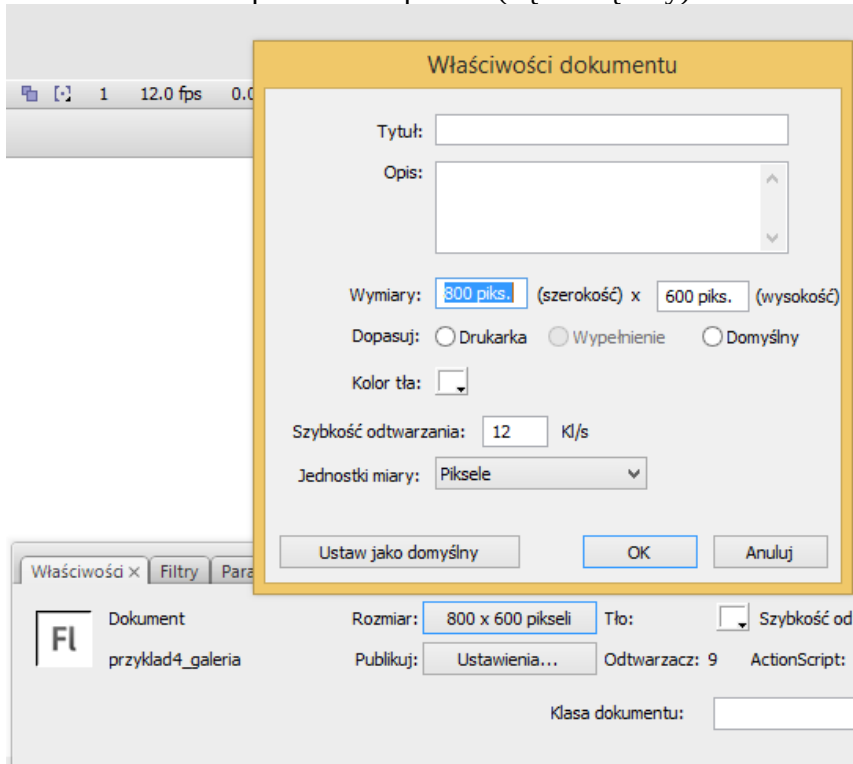 Właściwości dokumentu
1 12.0 fps
Tytuł:
Opis:
Wymiary: 800 piks. (szerokość) x 600 piks. (wysokość)
Dopasuj: Drukarka Wypełnienie Domyślny
Kolor tła:
Szybkość odtwarzania: 12 Kl/s
Jednostki miary: Piksele
Ustaw jako domyślny OK Anuluj
Właściwości × Filtry Para
Dokument Rozmiar: 800 x 600 pikseli Tło: Szybkość od
Fl
przyklad4_galeria Publikuj: Ustawienia... Odtwarzacz: 9 ActionScript:
Klasa dokumentu: